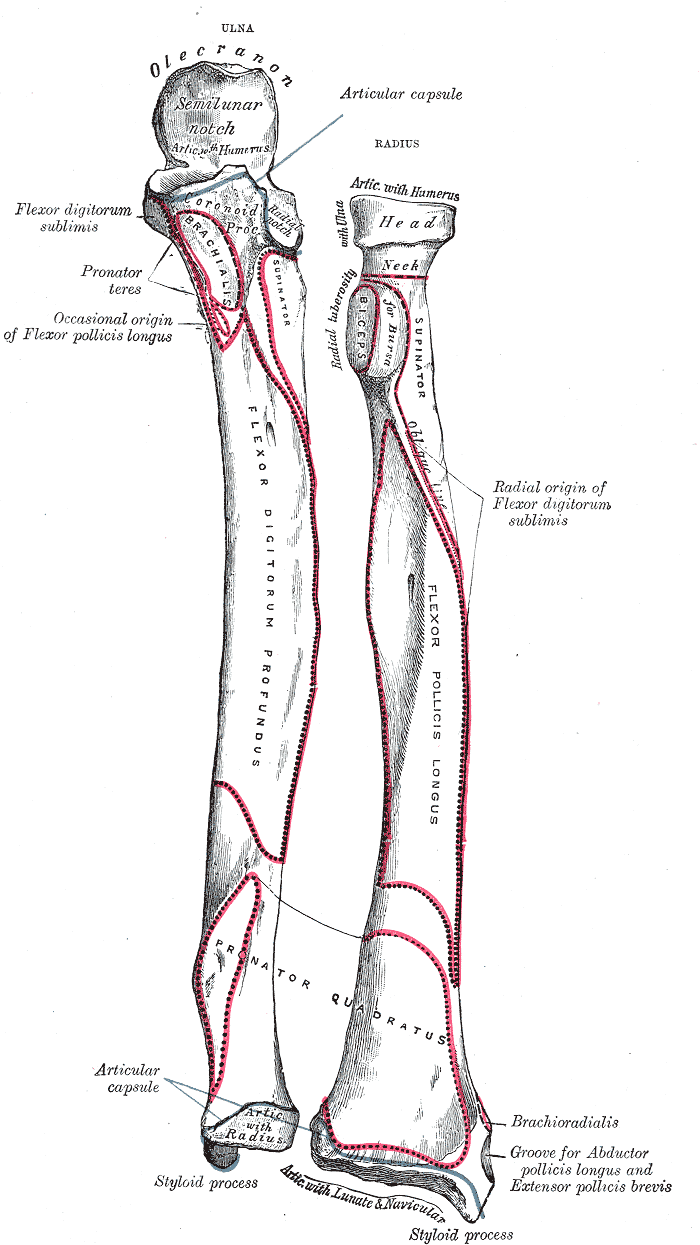 ULNA
Olecranon
Semilunar
notch
Artic. with Humerus
Articular capsule
RADIUS
Artic. with Humerus
with Ulna
Head
Neck
Flexor digitorum
sublimis
Coronoid
Proc.
Radial
notch
BRACHIALIS
SUPINATOR
Pronator
teres
Occasional origin
of Flexor pollicis longus
Radial tuberosity
BICEPS
for Bursa
SUPINATOR
oblique line
Radial origin of
Flexor digitorum
sublimis
FLEXOR DIGITORUM PROFUNDUS
FLEXOR POLLICIS LONGUS
PRONATOR QUADRATUS
Articular
capsule
Artic.
with
Radius
Styloid process
Brachioradialis
Groove for Abductor
pollicis longus and
Extensor pollicis brevis
Artic. with Lunate & Navicular
Styloid process